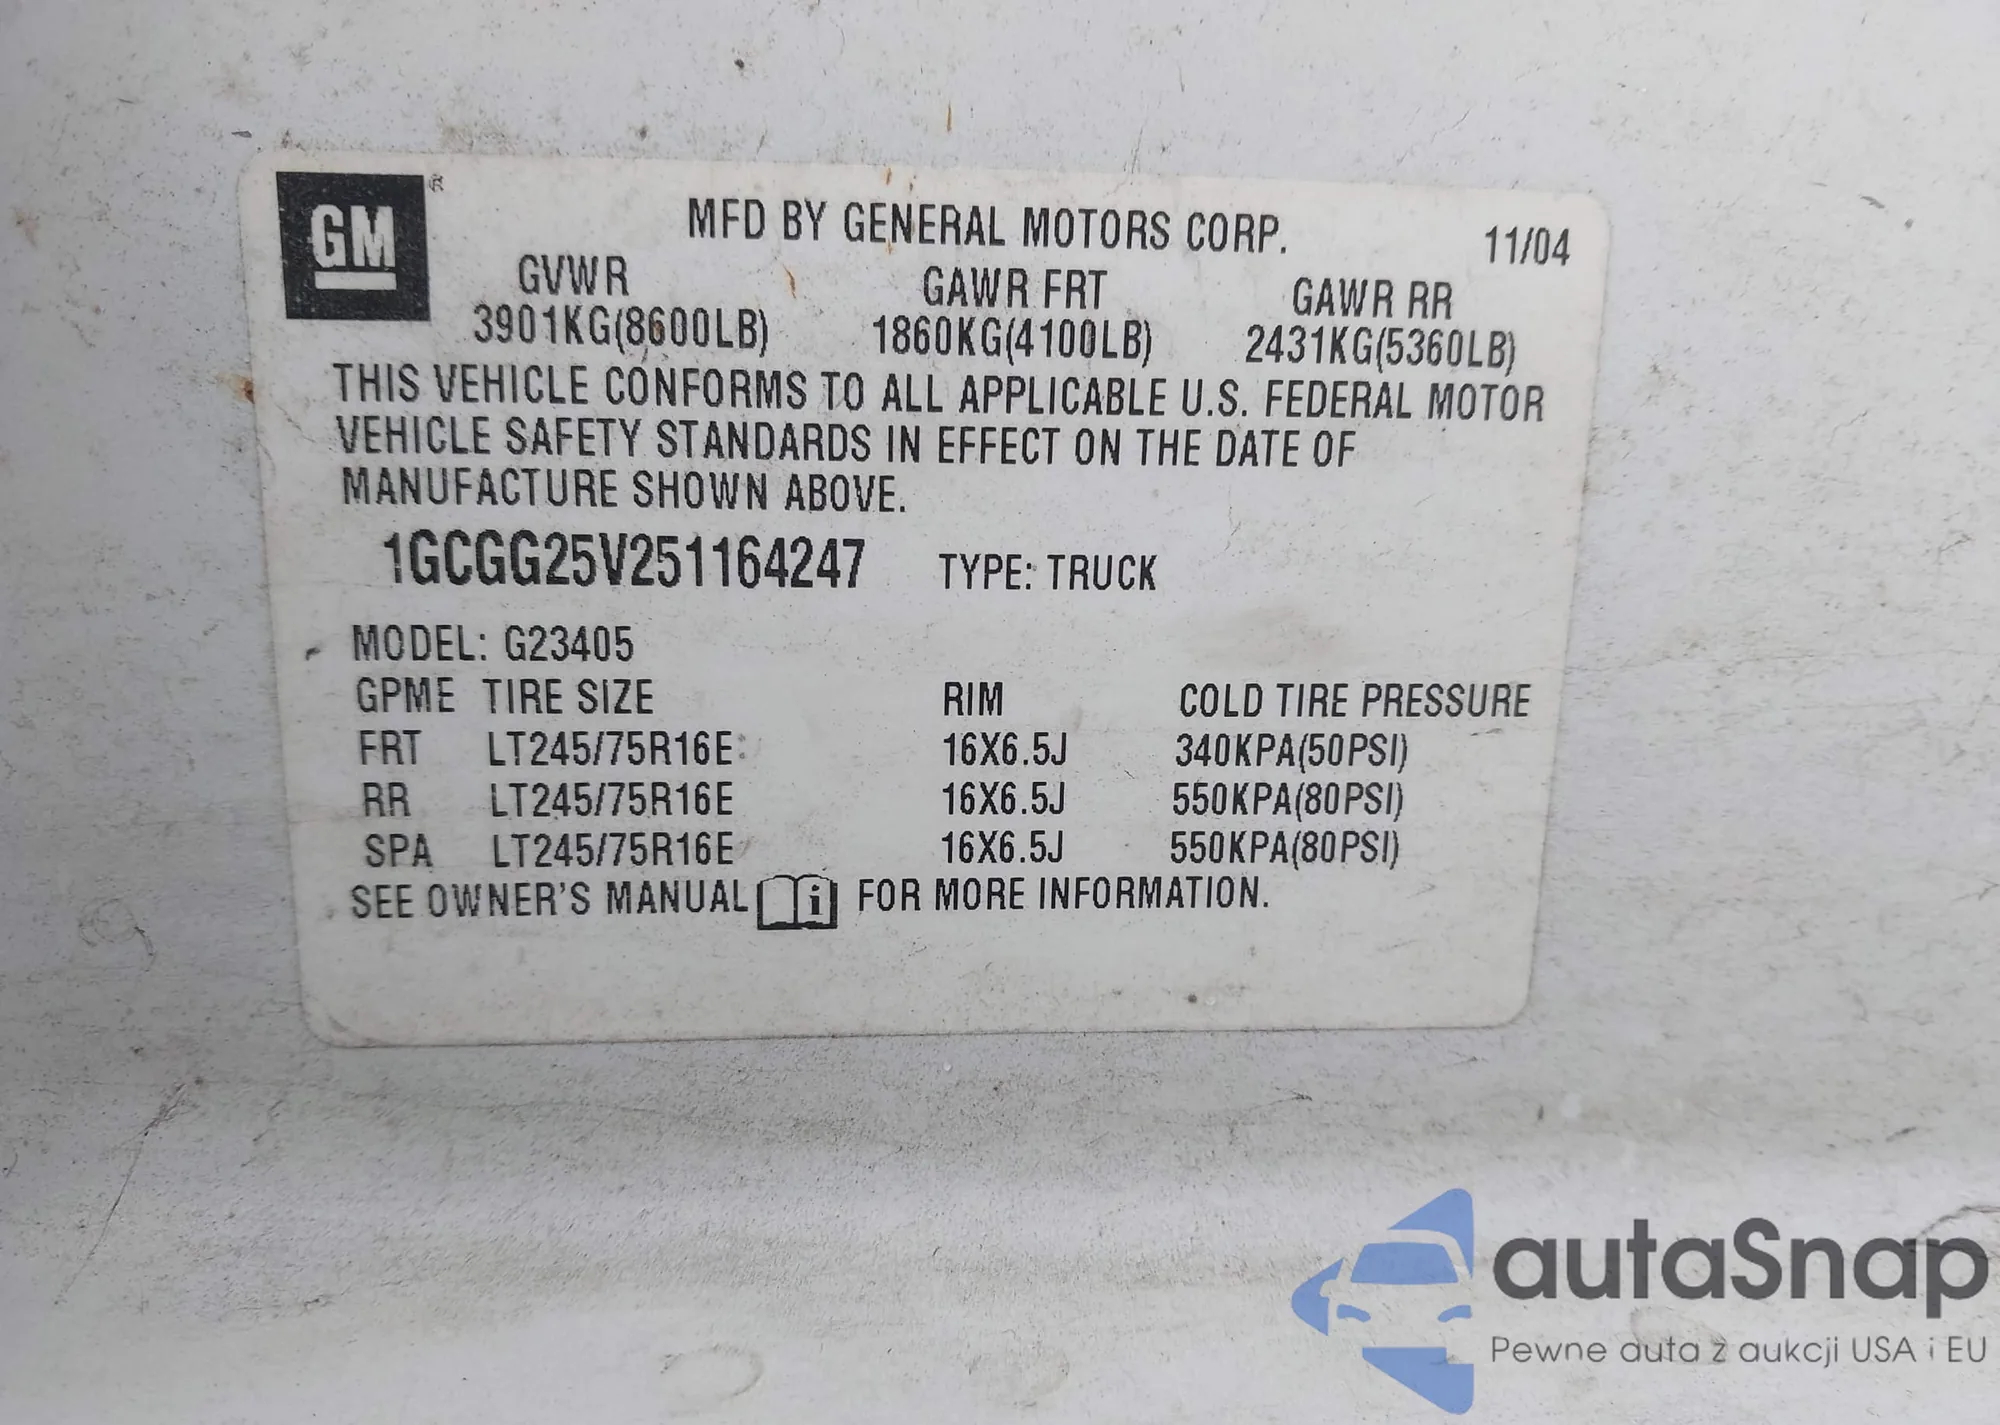 GM®
MFD BY GENERAL MOTORS CORP. 11/04
GVWR GAWR FRT GAWR RR
3901KG(8600LB) 1860KG(4100LB) 2431KG(5360LB)
THIS VEHICLE CONFORMS TO ALL APPLICABLE U.S. FEDERAL MOTOR
VEHICLE SAFETY STANDARDS IN EFFECT ON THE DATE OF
MANUFACTURE SHOWN ABOVE.
1GCGG25V251164247 TYPE: TRUCK
MODEL: G23405
GPME TIRE SIZE RIM COLD TIRE PRESSURE
FRT LT245/75R16E 16X6.5J 340KPA(50PSI)
RR LT245/75R16E 16X6.5J 550KPA(80PSI)
SPA LT245/75R16E 16X6.5J 550KPA(80PSI)
SEE OWNER'S MANUAL i FOR MORE INFORMATION.
autaSnap
Pewne auta z aukcji USA i EU